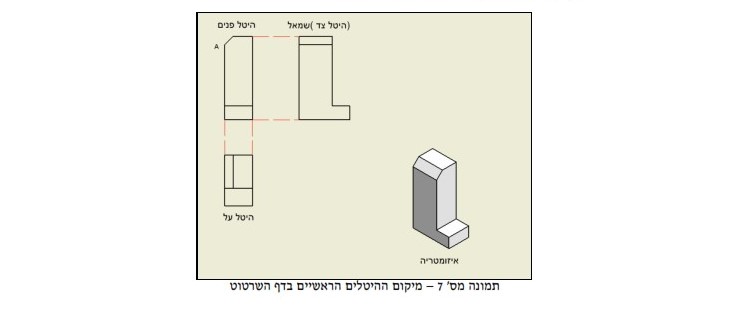 היטל פנים
היטל צד )שמאל)
A
היטל על
איזומטריה
תמונה מס' 7 – מיקום ההיטלים הראשיים בדף השרטוט